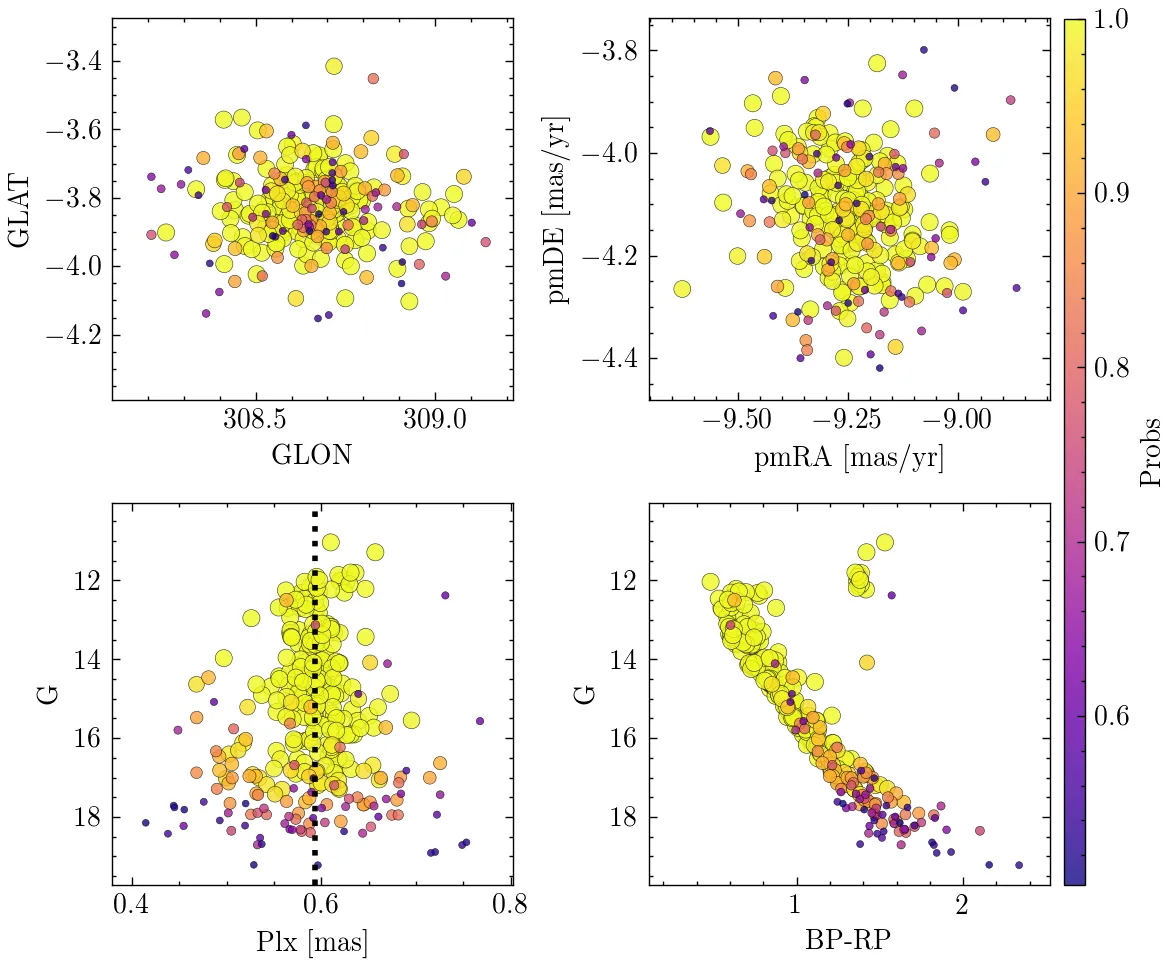 −3.4
−3.6
−3.8
−4.0
−4.2
GLAT
308.5 309.0
GLON
−3.8
−4.0
−4.2
−4.4
pmDE [mas/yr]
−9.50 −9.25 −9.00
pmRA [mas/yr]
12
14
16
18
G
0.4 0.6 0.8
Plx [mas]
12
14
16
18
G
1 2
BP-RP
1.0
0.9
0.8
0.7
0.6
Probs